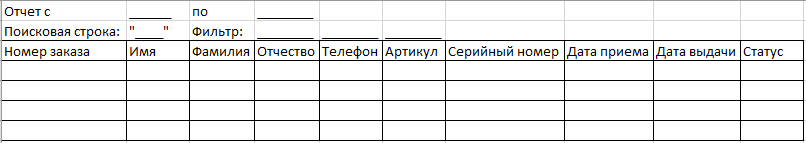 Отчет с ______ по ________
Поисковая строка: "____" Фильтр: ________ ________ ________
Номер заказа Имя Фамилия Отчество Телефон Артикул Серийный номер Дата приема Дата выдачи Статус